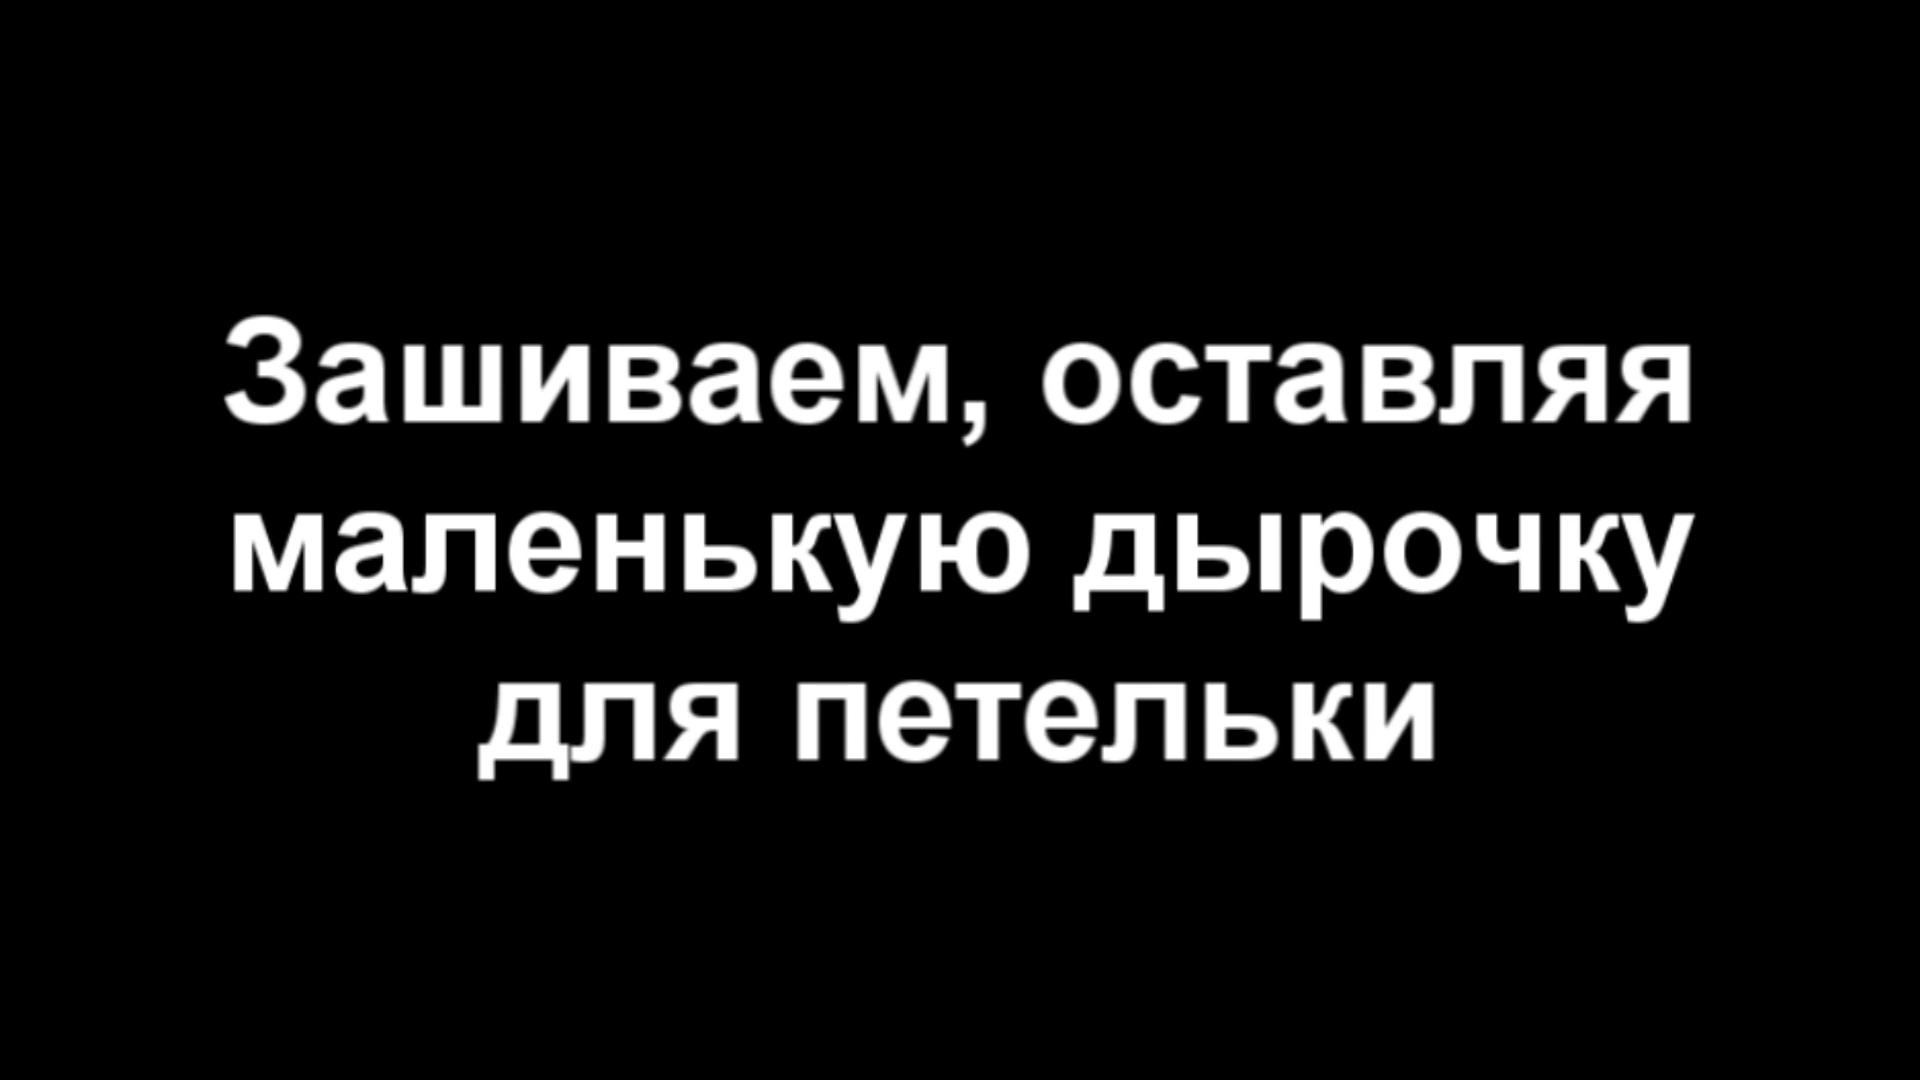 Зашиваем, оставляя
маленькую дырочку
для петельки